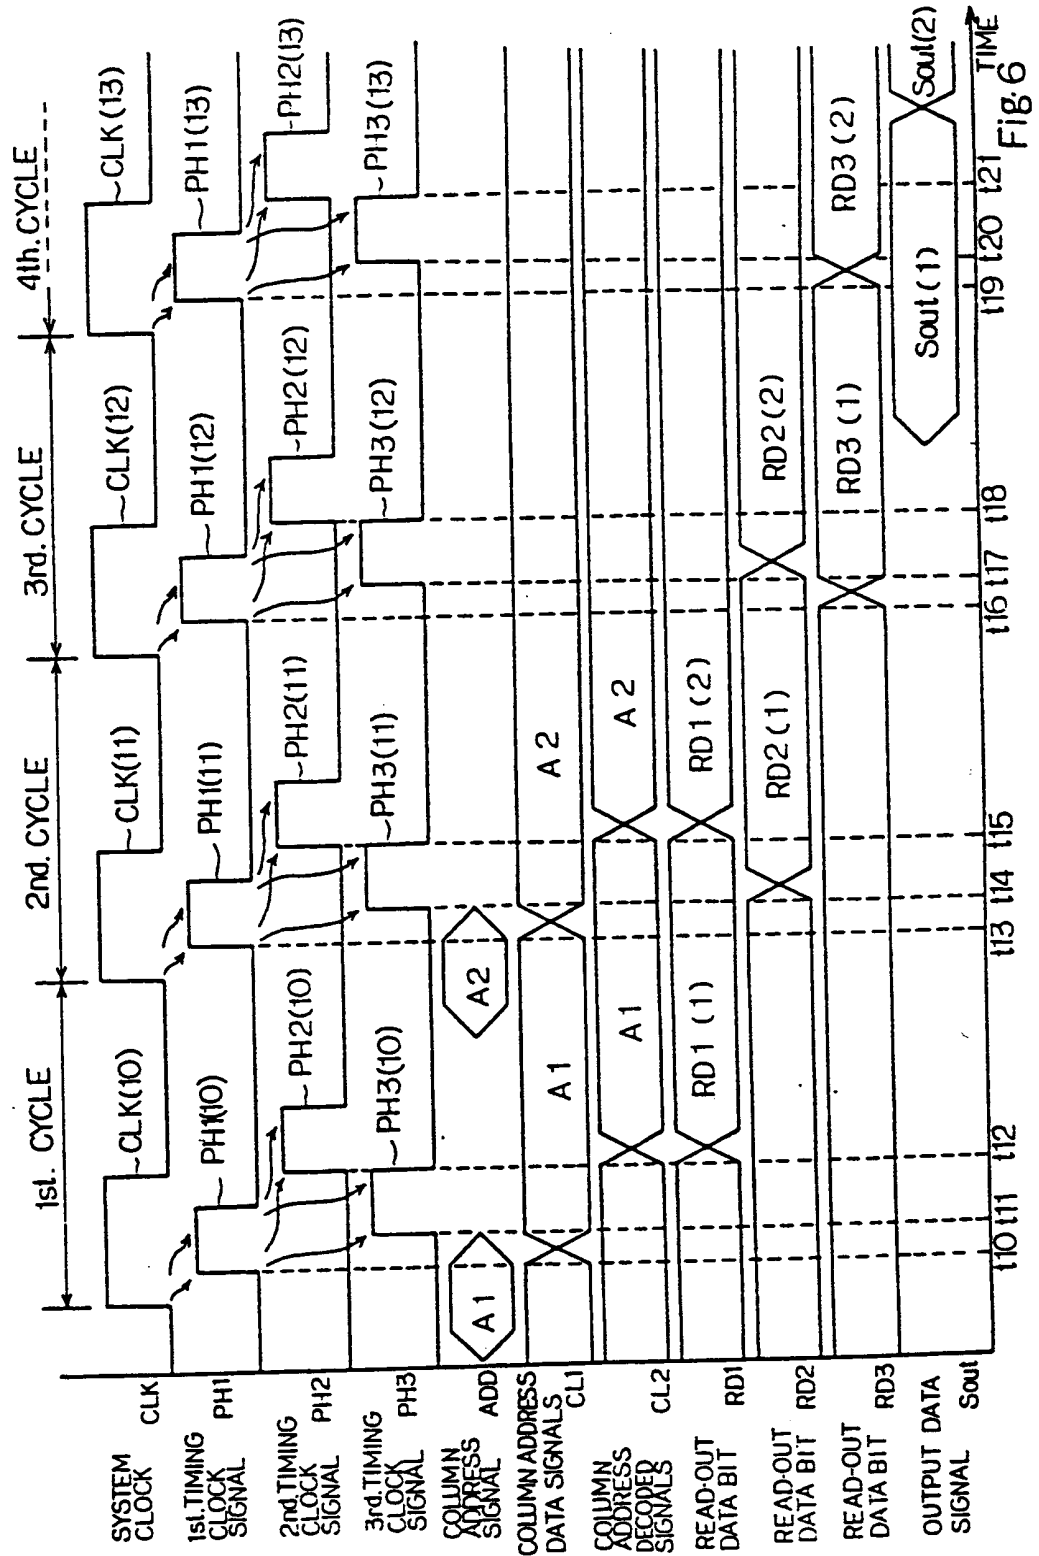 1st. CYCLE
2nd. CYCLE
3rd. CYCLE
4th. CYCLE
SYSTEM
CLOCK
CLK
CLK(10)
CLK(11)
CLK(12)
CLK(13)
1st.TIMING
CLOCK
SIGNAL
PH1
PH1(10)
PH1(11)
PH1(12)
PH1(13)
2nd.TIMING
CLOCK
SIGNAL
PH2
PH2(10)
PH2(11)
PH2(12)
PH2(13)
3rd.TIMING
CLOCK
SIGNAL
PH3
PH3(10)
PH3(11)
PH3(12)
PH3(13)
COLUMN
ADDRESS
SIGNAL
ADD
A1
A2
COLUMN ADDRESS
DATA SIGNALS
CL1
A1
A2
COLUMN
ADDRESS
DECODED
SIGNALS
CL2
A1
A2
READ-OUT
DATA BIT
RD1
RD1(1)
RD1(2)
READ-OUT
DATA BIT
RD2
RD2(1)
RD2(2)
READ-OUT
DATA BIT
RD3
RD3(1)
RD3(2)
OUTPUT DATA
SIGNAL
Sout
Sout(1)
Sout(2)
t10 t11 t12 t13 t14 t15 t16 t17 t18 t19 t20 t21
TIME
Fig.6